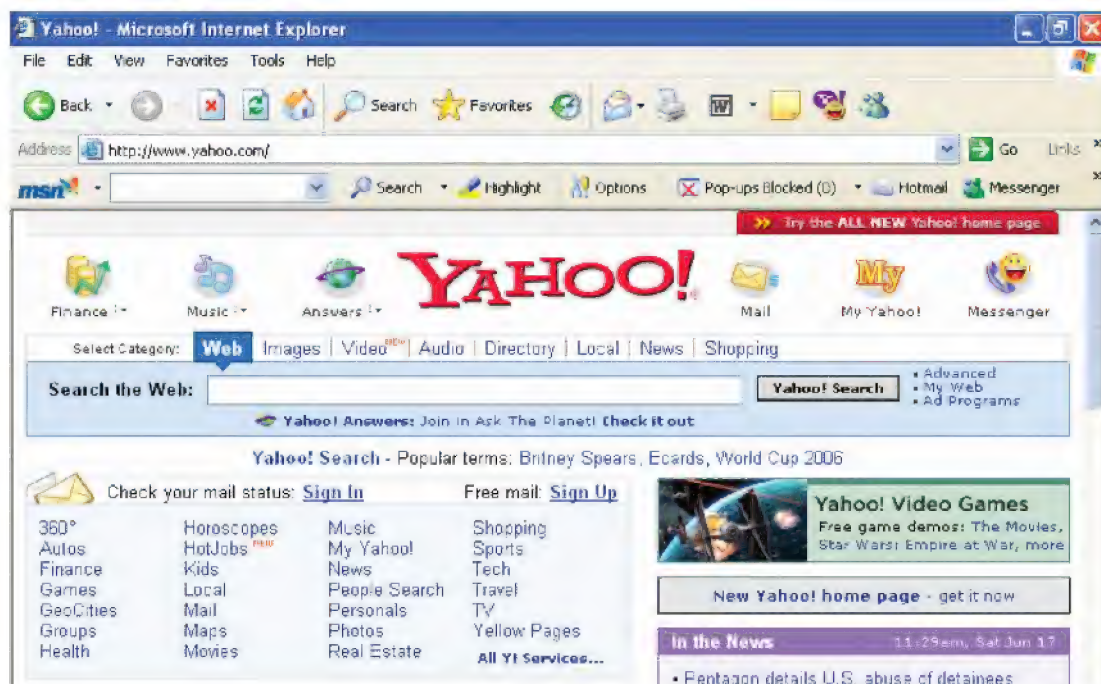 Yahoo! - Microsoft Internet Explorer
File Edit View Favorites Tools Help
Back Search Favorites
Address http://www.yahoo.com/ Go Links
msn Search Highlight Options Pop-ups Blocked (0) Hotmail Messenger
Try the ALL NEW Yahoo! home page
YAHOO!
Finance Music Answers Mail My Yahoo! Messenger
Select Category: Web Images | Video NEW! | Audio | Directory | Local | News | Shopping
Search the Web: Yahoo! Search
• Advanced
• My Web
• Ad Programs
Yahoo! Answers: Join in Ask The Planet! Check it out
Yahoo! Search - Popular terms: Britney Spears, Ecards, World Cup 2006
Check your mail status: Sign In Free mail: Sign Up
360° Horoscopes Music Shopping
Autos HotJobs NEW! My Yahoo! Sports
Finance Kids News Tech
Games Local People Search Travel
GeoCities Mail Personals TV
Groups Maps Photos Yellow Pages
Health Movies Real Estate All Y! Services...
Yahoo! Video Games
Free game demos: The Movies,
Star Wars: Empire at War, more
New Yahoo! home page - get it now
In the News 11:29am, Sat Jun 17
• Pentagon details U.S. abuse of detainees